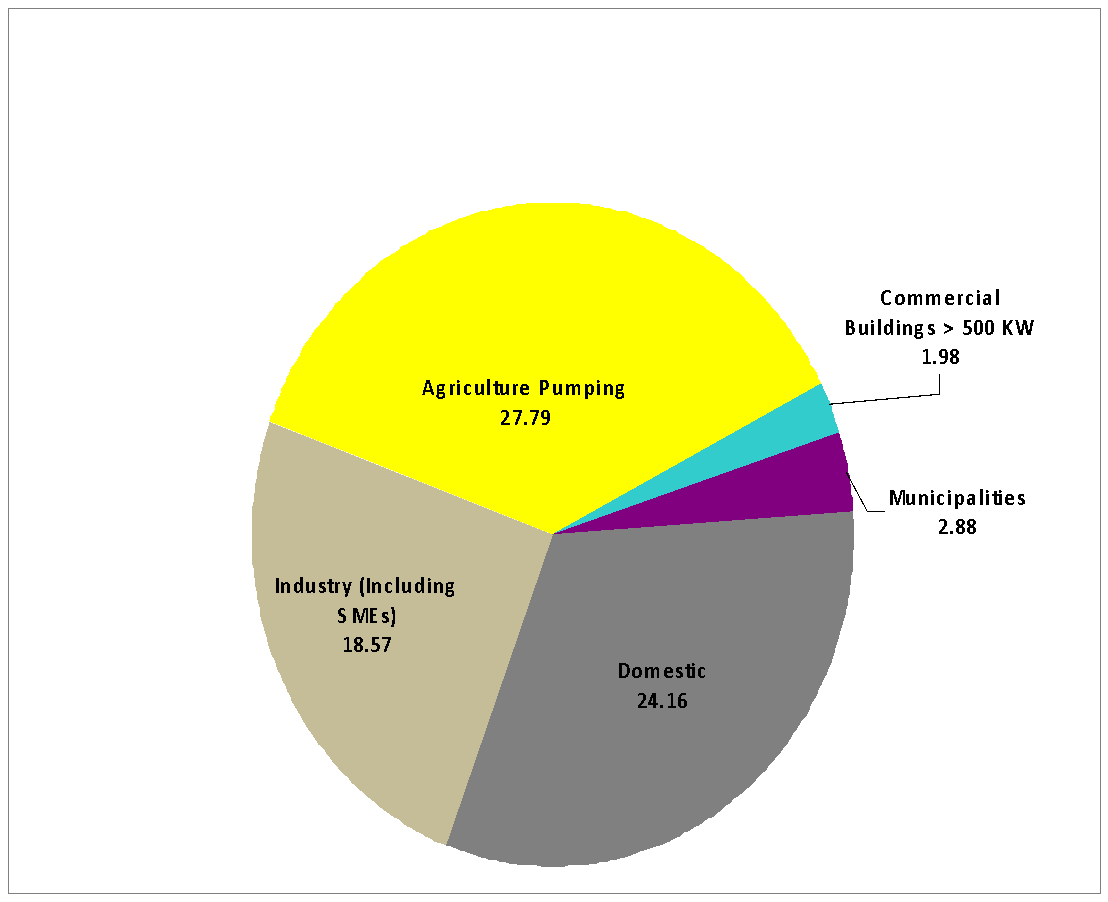 Commercial
Buildings > 500 KW
1.98
Agriculture Pumping
27.79
Municipalities
2.88
Industry (Including
SMEs)
18.57
Domestic
24.16